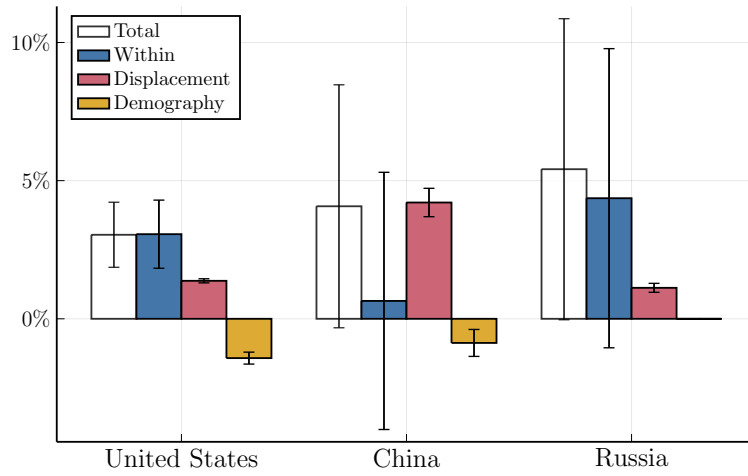 Total
Within
Displacement
Demography
10%
5%
0%
United States China Russia